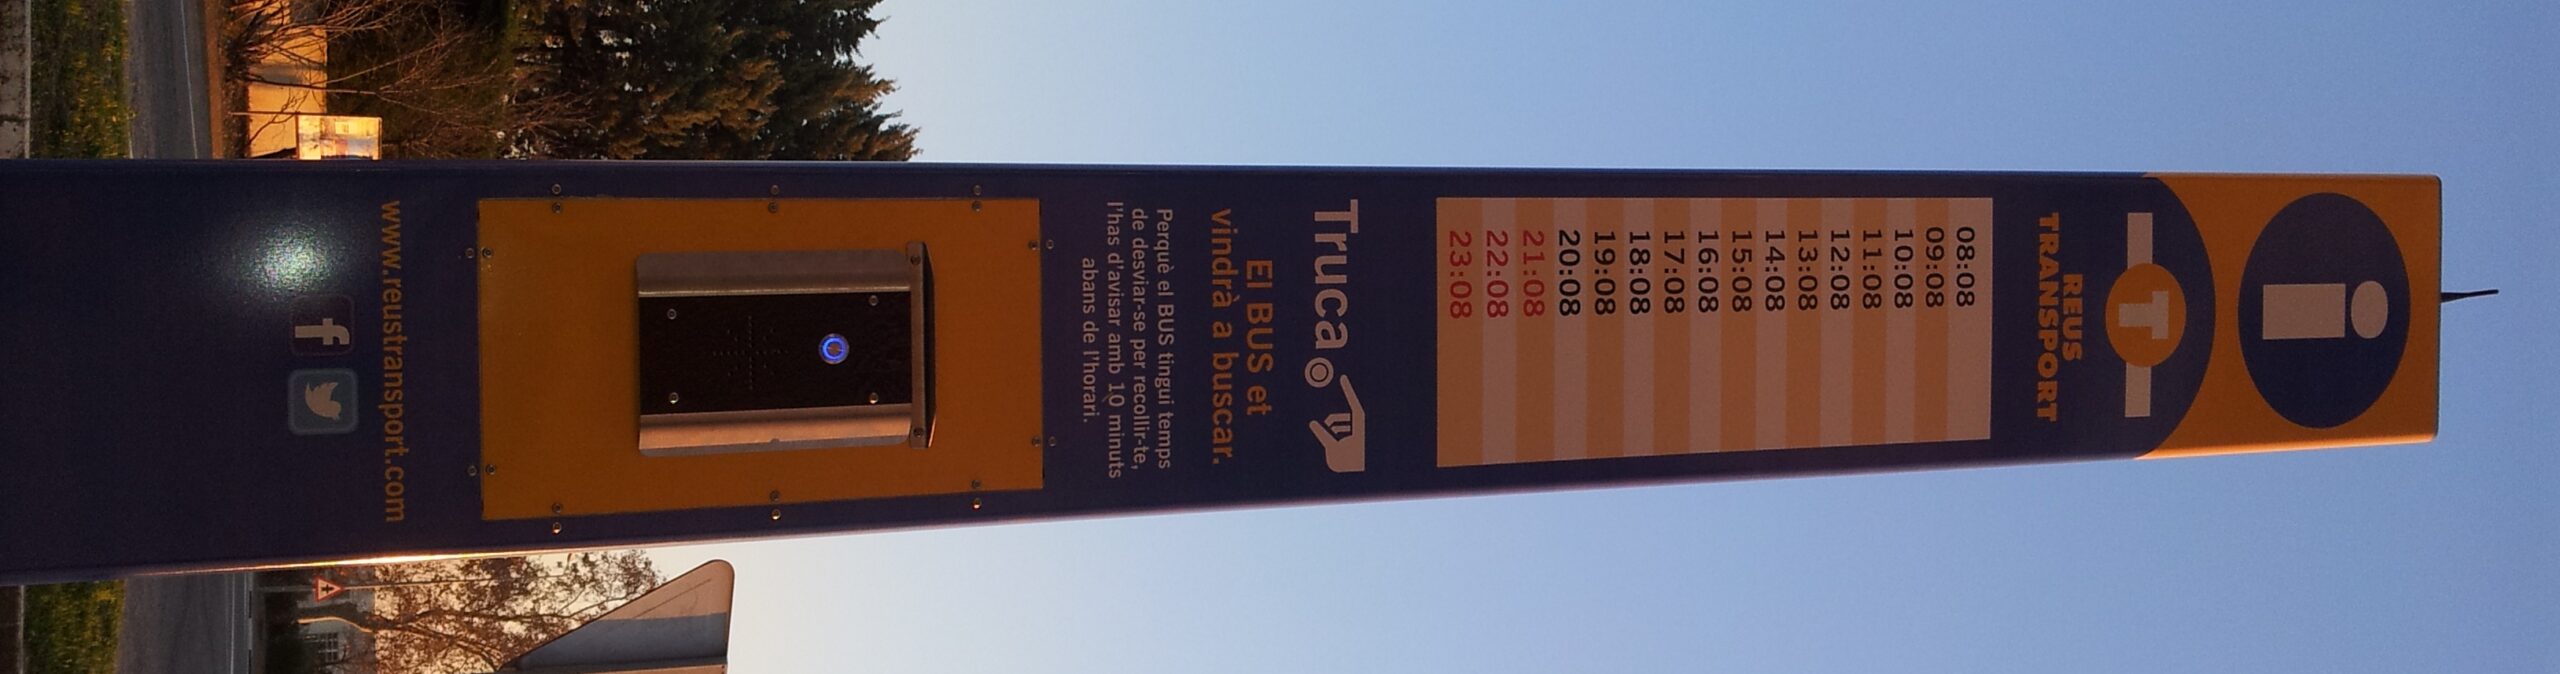 i
T
REUS
TRANSPORT
08:08
09:08
10:08
11:08
12:08
13:08
14:08
15:08
16:08
17:08
18:08
19:08
20:08
21:08
22:08
23:08
Truca
El BUS et
vindrà a buscar.
Perquè el BUS tingui temps
de desviar-se per recollir-te,
l'has d'avisar amb 10 minuts
abans de l'horari.
www.reustransport.com
f